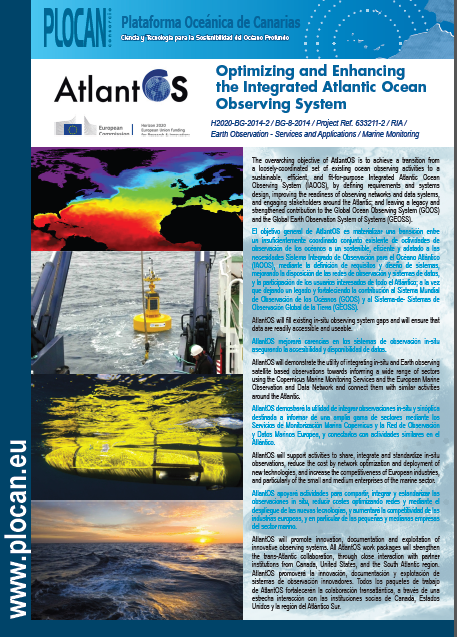 PLOCAN
consorcio
Plataforma Oceánica de Canarias
Ciencia y Tecnología para la Sostenibilidad del Océano Profundo
AtlantOS
Optimizing and Enhancing
the Integrated Atlantic Ocean
Observing System
European
Commission
Horizon 2020
European Union Funding
for Research & Innovation
H2020-BG-2014-2 / BG-8-2014 / Project Ref. 633211-2 / RIA /
Earth Observation - Services and Applications / Marine Monitoring
The overarching objective of AtlantOS is to achieve a transition from
a loosely-coordinated set of existing ocean observing activities to a
sustainable, efficient, and fit-for-purpose Integrated Atlantic Ocean
Observing System (IAOOS), by defining requirements and systems
design, improving the readiness of observing networks and data systems,
and engaging stakeholders around the Atlantic; and leaving a legacy and
strengthened contribution to the Global Ocean Observing System (GOOS)
and the Global Earth Observation System of Systems (GEOSS).
El objetivo general de AtlantOS es materializar una transición entre
un insuficientemente coordinado conjunto existente de actividades de
observación de los océanos a un sostenible, eficiente y adatado a las
necesidades Sistema Integrado de Observación para el Océano Atlántico
(IAOOS), mediante la definición de requisitos y diseño de sistemas,
mejorando la disposición de las redes de observación y sistemas de datos,
y la participación de los usuarios interesados de todo el Atlántico; a la vez
que dejando un legado y fortaleciendo la contribución al Sistema Mundial
de Observación de los Océanos (GOOS) y al Sistema-de- Sistemas de
Observación Global de la Tierra (GEOSS).
AtlantOS will fill existing in-situ observing system gaps and will ensure that
data are readily accessible and useable.
AtlantOS mejorará carencias en los sistemas de observación in-situ
asegurando la accesibilidad y disponibilidad de datos.
AtlantOS will demonstrate the utility of integrating in-situ and Earth observing
satellite based observations towards informing a wide range of sectors
using the Copernicus Marine Monitoring Services and the European Marine
Observation and Data Network and connect them with similar activities
around the Atlantic.
AtlantOS demostrará la utilidad de integrar observaciones in-situ y sinóptica
destinada a informar de una amplia gama de sectores mediante los
Servicios de Monitorización Marina Copernicus y la Red de Observación
y Datos Marinos Europea, y conectarlos con actividades similares en el
Atlántico.
AtlantOS will support activities to share, integrate and standardize in-situ
observations, reduce the cost by network optimization and deployment of
new technologies, and increase the competitiveness of European industries,
and particularly of the small and medium enterprises of the marine sector.
AtlantOS apoyará actividades para compartir, integrar y estandarizar las
observaciones in situ, reducir costos optimizando redes y mediante el
despliegue de las nuevas tecnologías, y aumentará la competitividad de las
industrias europeas, y en particular de las pequeñas y medianas empresas
del sector marino.
AtlantOS will promote innovation, documentation and exploitation of
innovative observing systems. All AtlantOS work packages will strengthen
the trans-Atlantic collaboration, through close interaction with partner
institutions from Canada, United States, and the South Atlantic region.
AtlantOS promoverá la innovación, documentación y explotación de
sistemas de observación innovadores. Todos los paquetes de trabajo
de AtlantOS fortalecerán la colaboración transatlántica, a través de una
estrecha interacción con las instituciones socias de Canada, Estados
Unidos y la región del Atlántico Sur.
www.plocan.eu